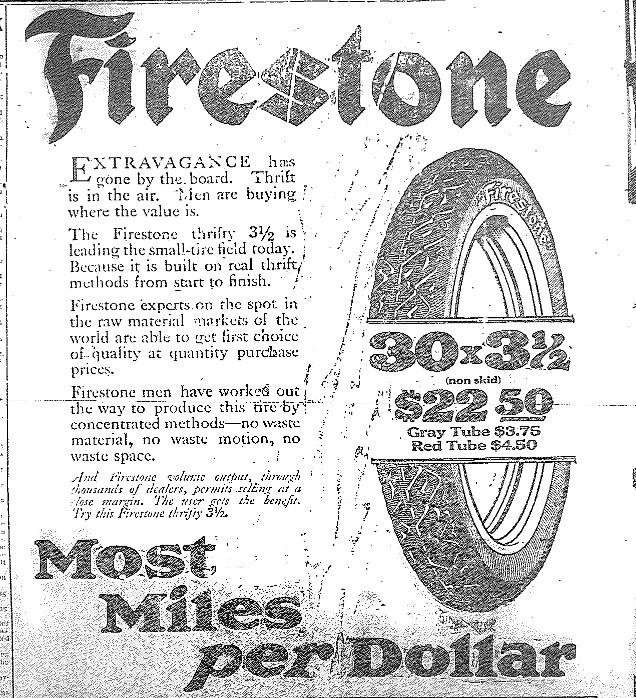 Firestone
EXTRAVAGANCE has
gone by the board. Thrift
is in the air. Men are buying
where the value is.
The Firestone thrifty 3½ is
leading the small-tire field today.
Because it is built on real thrift
methods from start to finish.
Firestone experts on the spot in
the raw material markets of the
world are able to get first choice
of quality at quantity purchase
prices.
Firestone men have worked out
the way to produce this tire by
concentrated methods—no waste
material, no waste motion, no
waste space.
And Firestone volume output, through
thousands of dealers, permits selling at a
close margin. The user gets the benefit.
Try this Firestone thrifty 3½.
Firestone
30x3½
(non skid)
$22 50
Gray Tube $3.75
Red Tube $4.50
Most
Miles
per Dollar